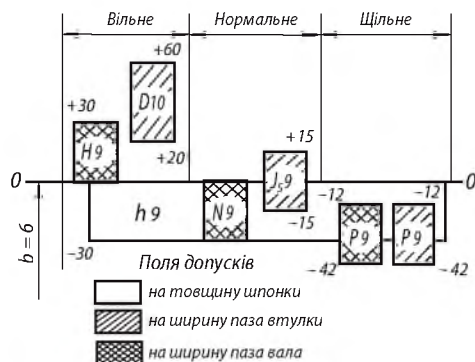 Вільне Нормальне Щільне
+60
+30
D10
H9
+20
+15
0 0
Js9
–12 –12
h9 N9
–15
P9 P9
b = 6
–30
–42 –42
Поля допусків
на товщину шпонки
на ширину паза втулки
на ширину паза вала